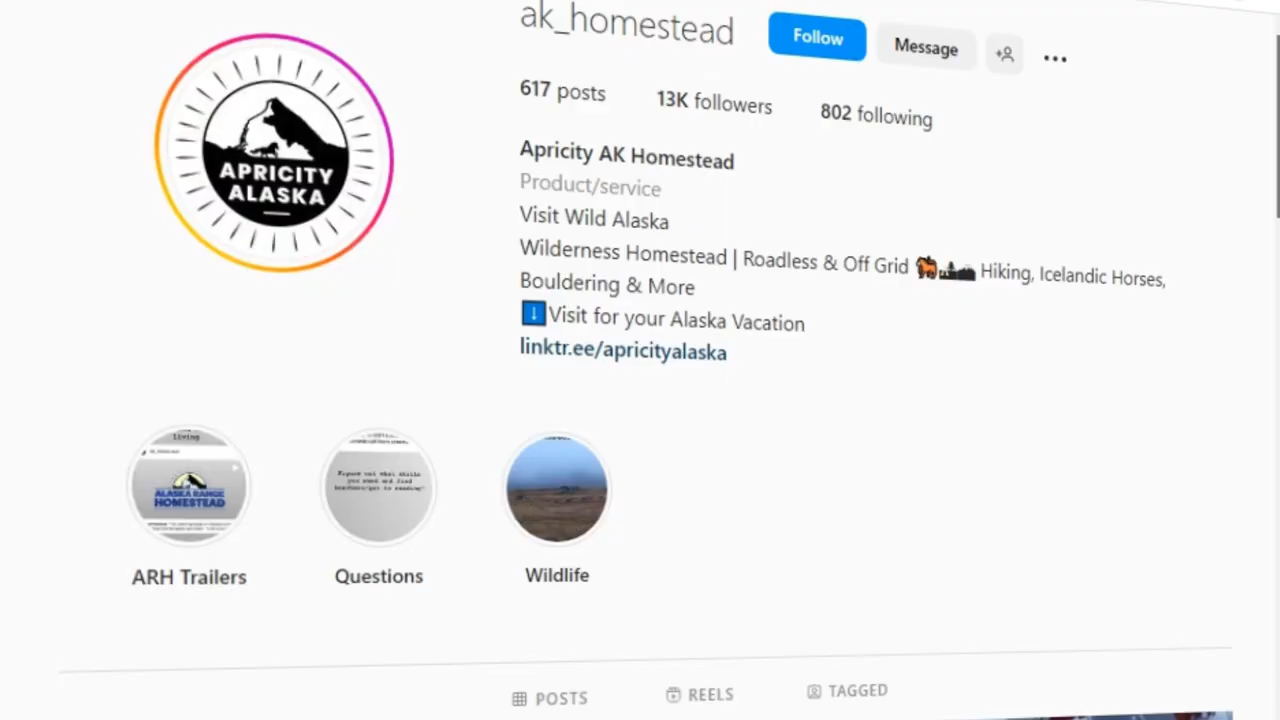 ak_homestead Follow Message
617 posts 13K followers 802 following
Apricity AK Homestead
Product/service
Visit Wild Alaska
Wilderness Homestead | Roadless & Off Grid 🐎🏔️ Hiking, Icelandic Horses,
Bouldering & More
⬇️Visit for your Alaska Vacation
linktr.ee/apricityalaska
APRICITY
ALASKA
living
ALASKA RANGE
HOMESTEAD
ARH Trailers
Questions
Wildlife
POSTS REELS TAGGED